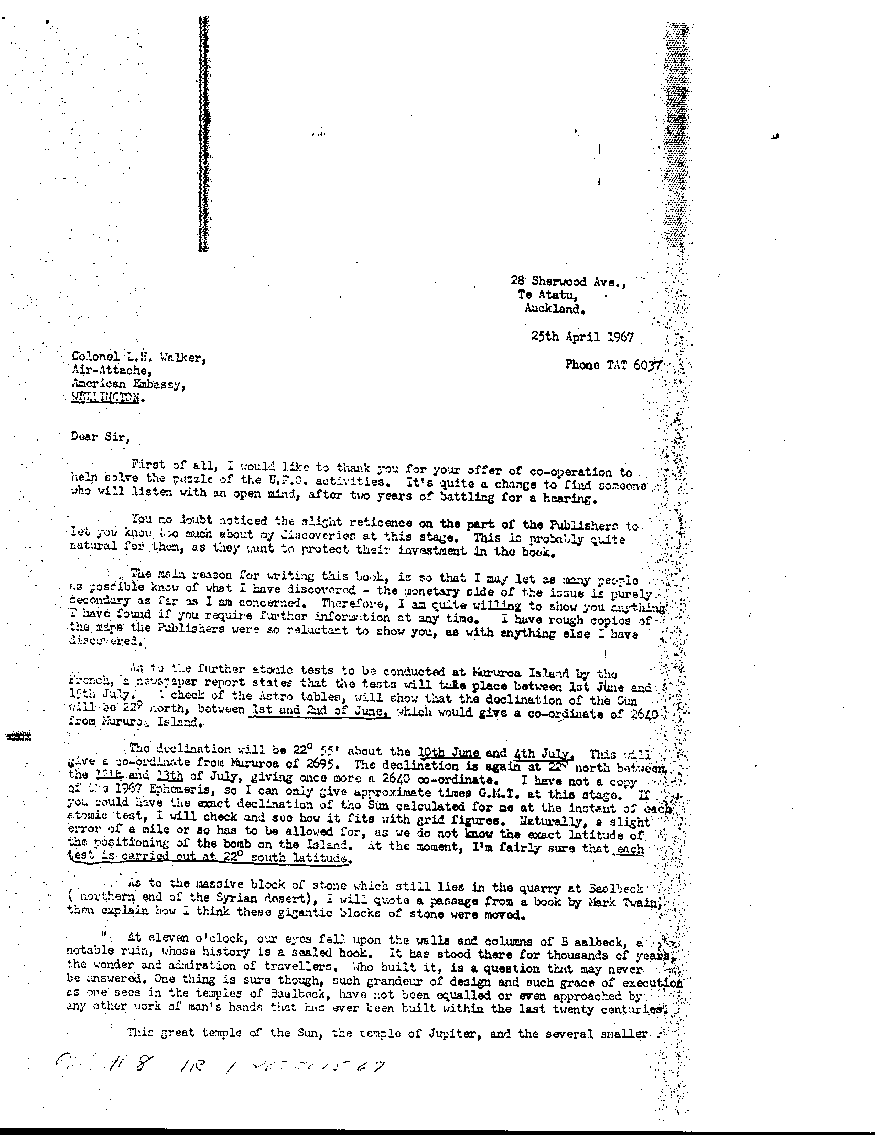 28 Sherwood Ave.,
Te Atatu,
Auckland.
25th April 1967
Phone TAT 6037
Colonel L.H. Walker,
Air-Attache,
American Embassy,
WELLINGTON.
Dear Sir,
First of all, I would like to thank you for your offer of co-operation to
help solve the puzzle of the U.F.O. activities. It's quite a change to find someone
who will listen with an open mind, after two years of battling for a hearing.
You no doubt noticed the slight reticence on the part of the Publishers to
let you know too much about my discoveries at this stage. This is probably quite
natural for them, as they want to protect their investment in the book.
The main reason for writing this book, is so that I may let as many people
as possible know of what I have discovered - the monetary side of the issue is purely
secondary as far as I am concerned. Therefore, I am quite willing to show you anything
I have found if you require further information at any time. I have rough copies of
the maps the Publishers were so reluctant to show you, as with anything else I have
discovered.
As to the further atomic tests to be conducted at Mururoa Island by the
French, a newspaper report states that the tests will take place between 1st June and
15th July. A check of the Astro tables, will show that the declination of the Sun
will be 22° north, between 1st and 2nd of June, which would give a co-ordinate of 2640
from Mururoa Island.
The declination will be 22° 55' about the 10th June and 4th July. This will
give a co-ordinate from Mururoa of 2695. The declination is again at 22° north between
the and 13th of July, giving once more a 2640 co-ordinate. I have not a copy
of the 1967 Ephemeris, so I can only give approximate times G.M.T. at this stage. If
you could have the exact declination of the Sun calculated for me at the instant of each
atomic test, I will check and see how it fits with grid figures. Naturally, a slight
error of a mile or so has to be allowed for, as we do not know the exact latitude of
the positioning of the bomb on the Island. At the moment, I'm fairly sure that each
test is carried out at 22° south latitude.
As to the massive block of stone which still lies in the quarry at Baalbeck
( northern end of the Syrian desert), I will quote a passage from a book by Mark Twain,
then explain how I think these gigantic blocks of stone were moved.
" At eleven o'clock, our eyes fell upon the walls and columns of Baalbeck, a
notable ruin, whose history is a sealed book. It has stood there for thousands of years,
the wonder and admiration of travellers. Who built it, is a question that may never
be answered. One thing is sure though, such grandeur of design and such grace of execution
as one sees in the temples of Baalbeck, have not been equalled or even approached by
any other work of man's hands that has ever been built within the last twenty centuries.
This great temple of the Sun, the temple of Jupiter, and the several smaller